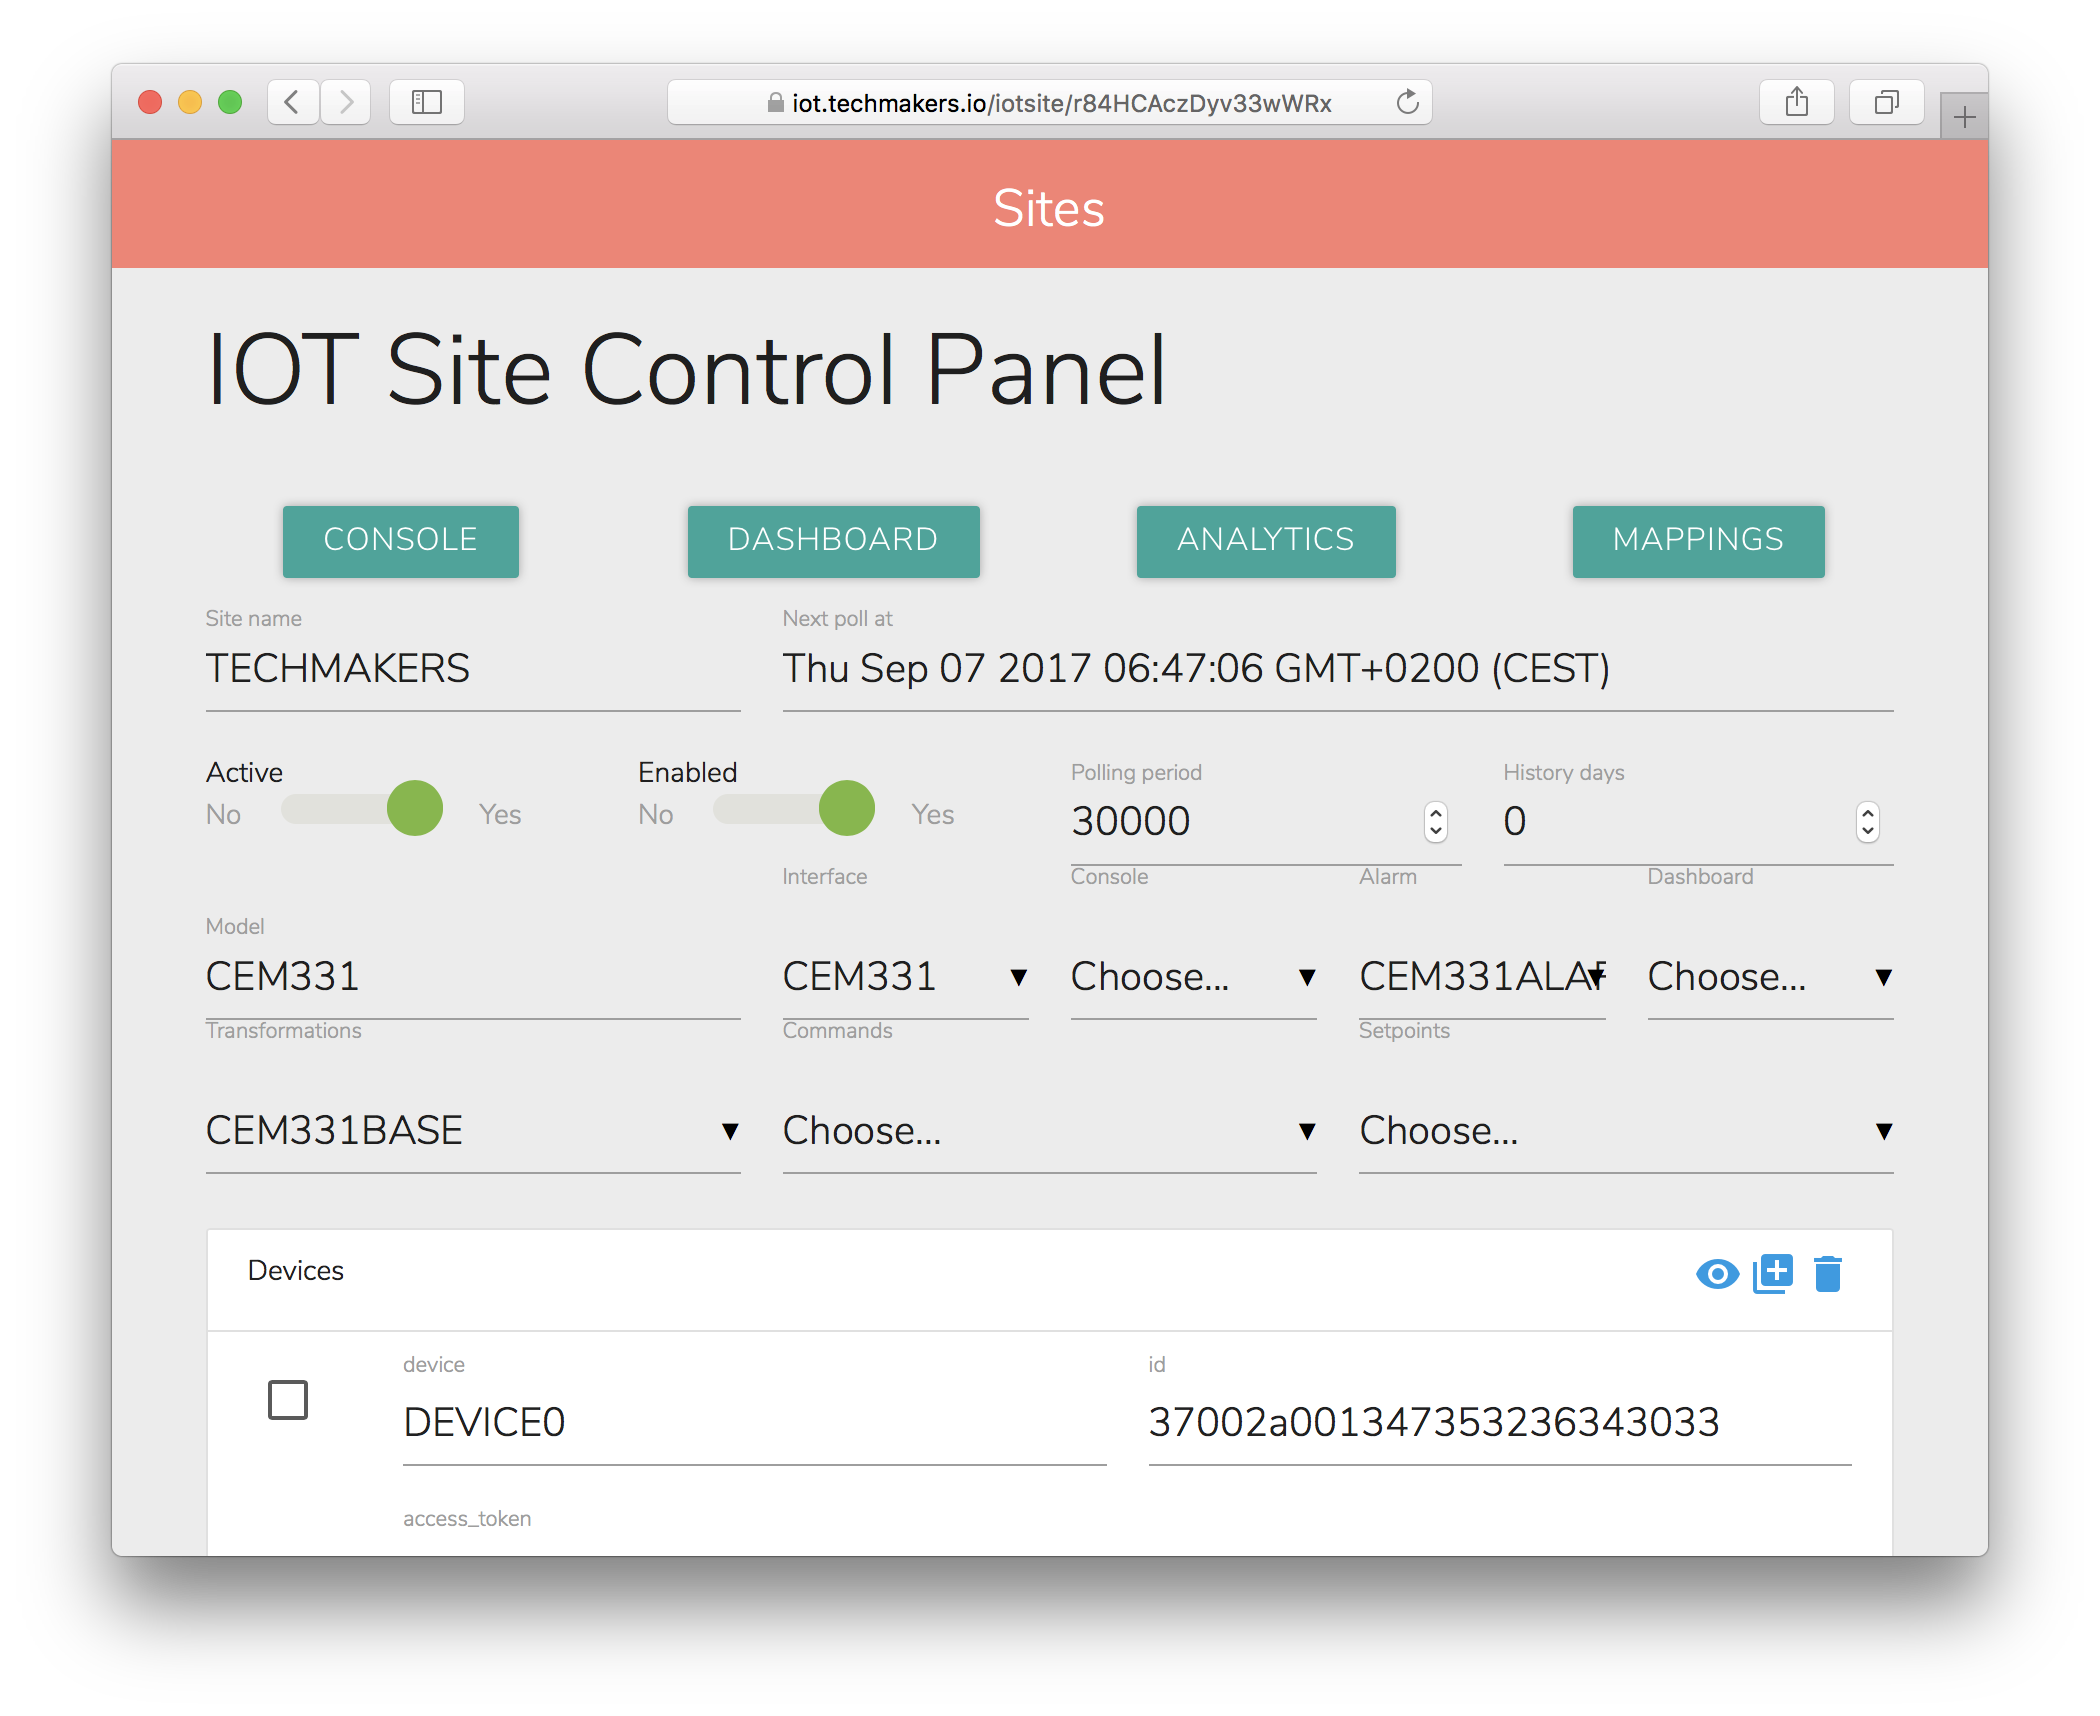 iot.techmakers.io/iotsite/r84HCAczDyv33wWRx
Sites
IOT Site Control Panel
CONSOLE DASHBOARD ANALYTICS MAPPINGS
Site name Next poll at
TECHMAKERS Thu Sep 07 2017 06:47:06 GMT+0200 (CEST)
Active Enabled Polling period History days
No Yes No Yes 30000 0
Interface Console Alarm Dashboard
Model
CEM331 CEM331 Choose... CEM331ALAR Choose...
Transformations Commands Setpoints
CEM331BASE Choose... Choose...
Devices
device id
DEVICE0 37002a001347353236343033
access_token